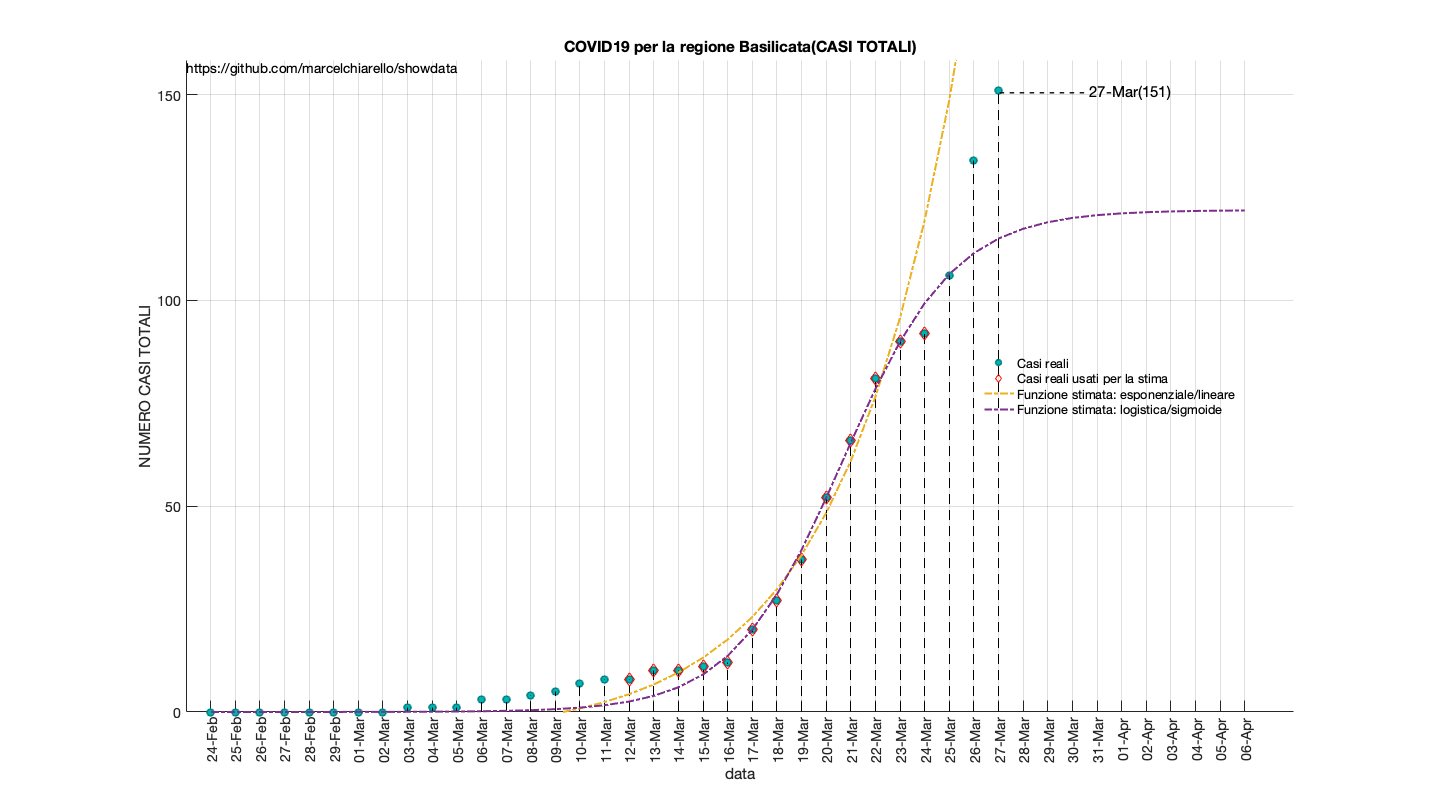 COVID19 per la regione Basilicata(CASI TOTALI)
https://github.com/marcelchiarello/showdata
150
27-Mar(151)
100
Casi reali
Casi reali usati per la stima
Funzione stimata: esponenziale/lineare
Funzione stimata: logistica/sigmoide
NUMERO CASI TOTALI
50
0
24-Feb
25-Feb
26-Feb
27-Feb
28-Feb
29-Feb
01-Mar
02-Mar
03-Mar
04-Mar
05-Mar
06-Mar
07-Mar
08-Mar
09-Mar
10-Mar
11-Mar
12-Mar
13-Mar
14-Mar
15-Mar
16-Mar
17-Mar
18-Mar
19-Mar
20-Mar
21-Mar
22-Mar
23-Mar
24-Mar
25-Mar
26-Mar
27-Mar
28-Mar
29-Mar
30-Mar
31-Mar
01-Apr
02-Apr
03-Apr
04-Apr
05-Apr
06-Apr
data